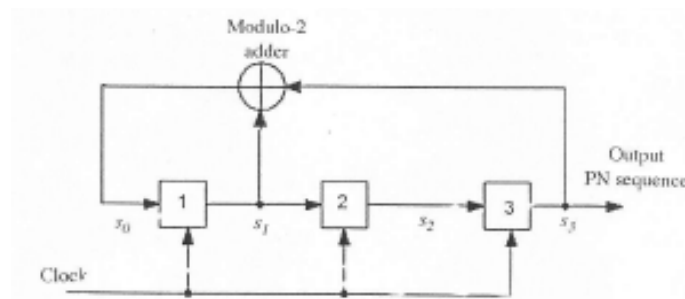 Modulo-2
adder
Output
PN sequence
1
2
3
s0
s1
s2
s3
Clock